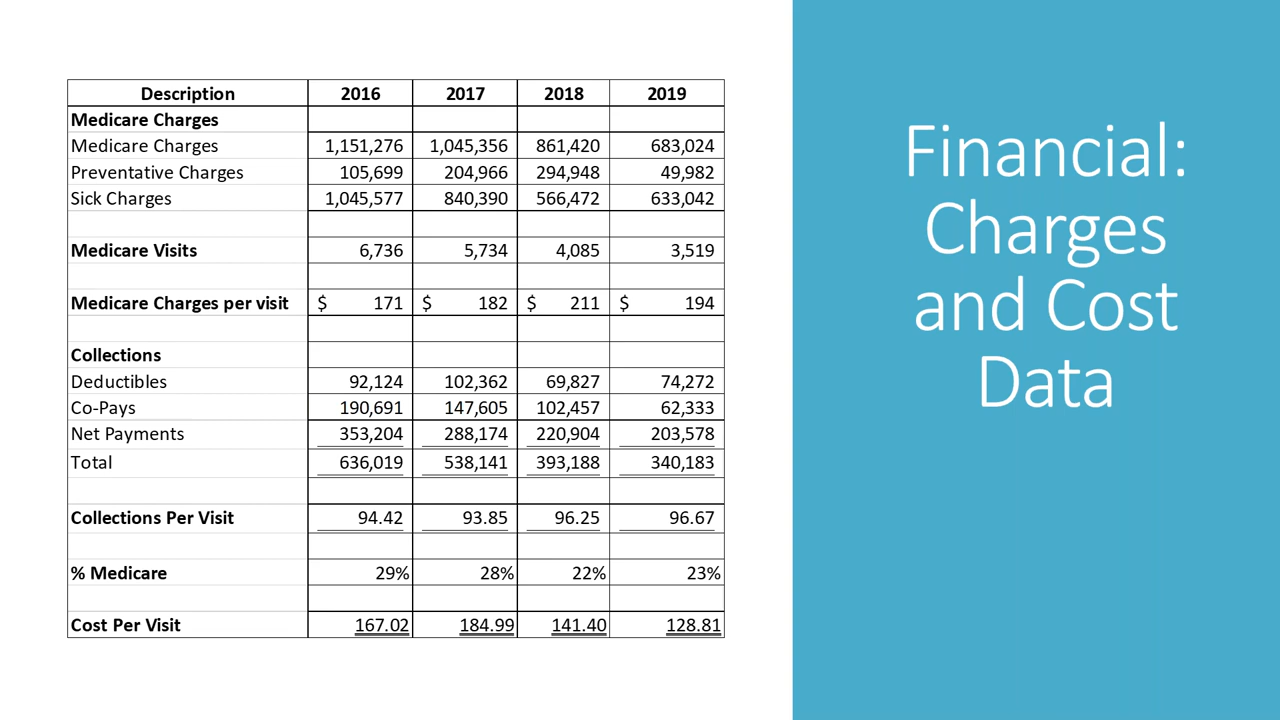 Description 2016 2017 2018 2019
Medicare Charges
Medicare Charges 1,151,276 1,045,356 861,420 683,024
Preventative Charges 105,699 204,966 294,948 49,982
Sick Charges 1,045,577 840,390 566,472 633,042
Medicare Visits 6,736 5,734 4,085 3,519
Medicare Charges per visit $ 171 $ 182 $ 211 $ 194
Collections
Deductibles 92,124 102,362 69,827 74,272
Co-Pays 190,691 147,605 102,457 62,333
Net Payments 353,204 288,174 220,904 203,578
Total 636,019 538,141 393,188 340,183
Collections Per Visit 94.42 93.85 96.25 96.67
% Medicare 29% 28% 22% 23%
Cost Per Visit 167.02 184.99 141.40 128.81
Financial:
Charges
and Cost
Data